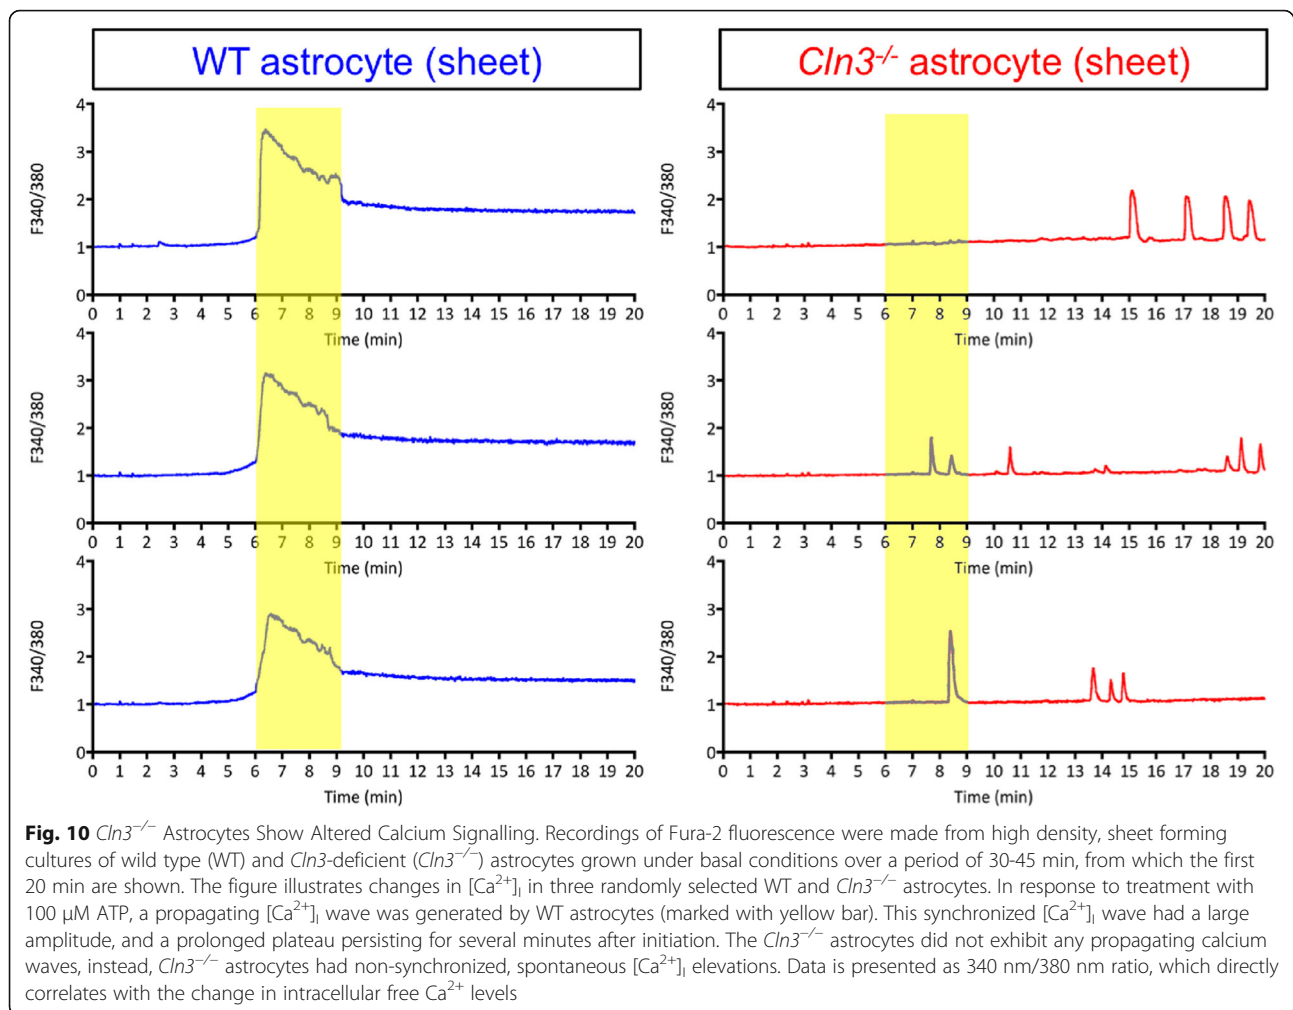 WT astrocyte (sheet)
Cln3-/- astrocyte (sheet)
4
3
2
1
0
F340/380
0 1 2 3 4 5 6 7 8 9 10 11 12 13 14 15 16 17 18 19 20
Time (min)
4
3
2
1
0
F340/380
0 1 2 3 4 5 6 7 8 9 10 11 12 13 14 15 16 17 18 19 20
Time (min)
4
3
2
1
0
F340/380
0 1 2 3 4 5 6 7 8 9 10 11 12 13 14 15 16 17 18 19 20
Time (min)
4
3
2
1
0
F340/380
0 1 2 3 4 5 6 7 8 9 10 11 12 13 14 15 16 17 18 19 20
Time (min)
4
3
2
1
0
F340/380
0 1 2 3 4 5 6 7 8 9 10 11 12 13 14 15 16 17 18 19 20
Time (min)
4
3
2
1
0
F340/380
0 1 2 3 4 5 6 7 8 9 10 11 12 13 14 15 16 17 18 19 20
Time (min)
Fig. 10 Cln3−/− Astrocytes Show Altered Calcium Signalling. Recordings of Fura-2 fluorescence were made from high density, sheet forming
cultures of wild type (WT) and Cln3-deficient (Cln3−/−) astrocytes grown under basal conditions over a period of 30-45 min, from which the first
20 min are shown. The figure illustrates changes in [Ca2+]I in three randomly selected WT and Cln3−/− astrocytes. In response to treatment with
100 μM ATP, a propagating [Ca2+]I wave was generated by WT astrocytes (marked with yellow bar). This synchronized [Ca2+]I wave had a large
amplitude, and a prolonged plateau persisting for several minutes after initiation. The Cln3−/− astrocytes did not exhibit any propagating calcium
waves, instead, Cln3−/− astrocytes had non-synchronized, spontaneous [Ca2+]I elevations. Data is presented as 340 nm/380 nm ratio, which directly
correlates with the change in intracellular free Ca2+ levels